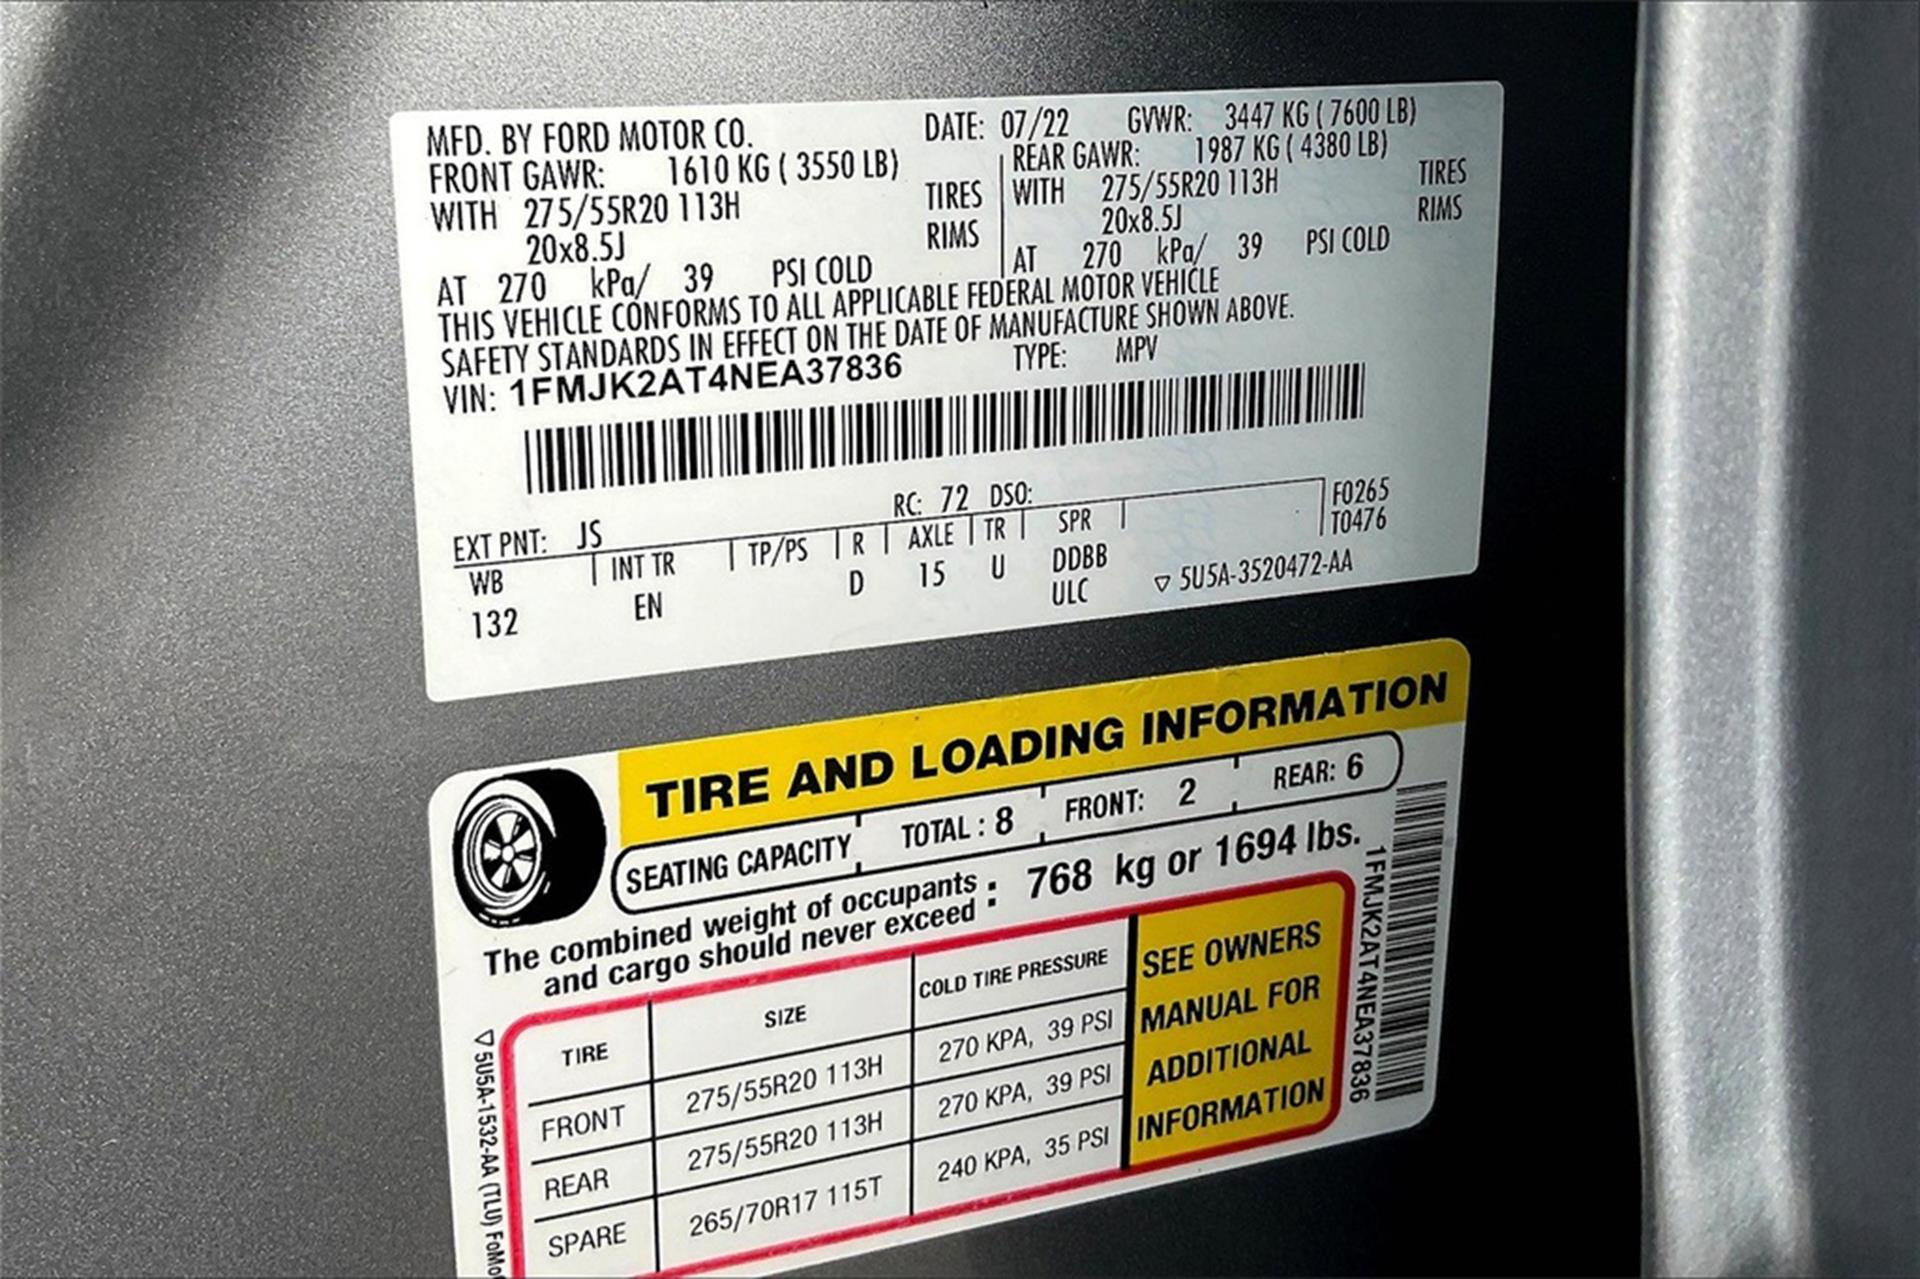 MFD. BY FORD MOTOR CO. DATE: 07/22 GVWR: 3447 KG ( 7600 LB)
FRONT GAWR: 1610 KG ( 3550 LB) REAR GAWR: 1987 KG ( 4380 LB)
WITH 275/55R20 113H TIRES WITH 275/55R20 113H TIRES
20x8.5J RIMS 20x8.5J RIMS
AT 270 kPa/ 39 PSI COLD AT 270 kPa/ 39 PSI COLD
THIS VEHICLE CONFORMS TO ALL APPLICABLE FEDERAL MOTOR VEHICLE
SAFETY STANDARDS IN EFFECT ON THE DATE OF MANUFACTURE SHOWN ABOVE.
VIN: 1FMJK2AT4NEA37836 TYPE: MPV
EXT PNT: JS RC: 72 DSO: F0265
WB INT TR TP/PS R AXLE TR SPR T0476
132 EN D 15 U DDBB
ULC ▽ 5U5A-3520472-AA
TIRE AND LOADING INFORMATION
SEATING CAPACITY TOTAL : 8 FRONT: 2 REAR: 6
The combined weight of occupants
and cargo should never exceed : 768 kg or 1694 lbs.
TIRE SIZE COLD TIRE PRESSURE
FRONT 275/55R20 113H 270 KPA, 39 PSI
REAR 275/55R20 113H 270 KPA, 39 PSI
SPARE 265/70R17 115T 240 KPA, 35 PSI
SEE OWNERS
MANUAL FOR
ADDITIONAL
INFORMATION
1FMJK2AT4NEA37836
▽ 5U5A-1532-AA (TLU)